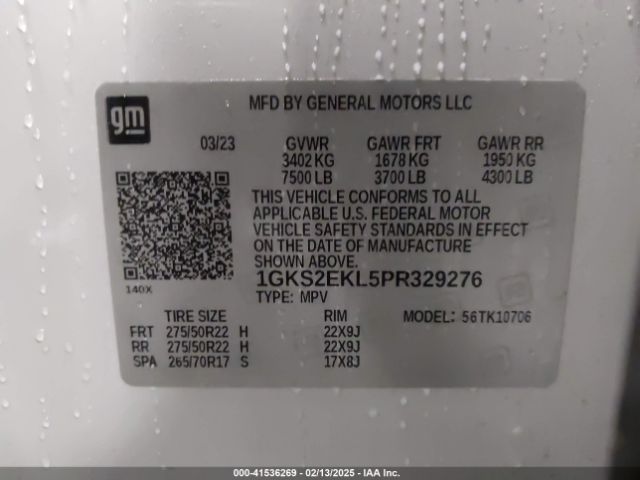 gm
MFD BY GENERAL MOTORS LLC
03/23 GVWR GAWR FRT GAWR RR
3402 KG 1678 KG 1950 KG
7500 LB 3700 LB 4300 LB
THIS VEHICLE CONFORMS TO ALL
APPLICABLE U.S. FEDERAL MOTOR
VEHICLE SAFETY STANDARDS IN EFFECT
ON THE DATE OF MANUFACTURE
SHOWN ABOVE.
1GKS2EKL5PR329276
140X
TYPE: MPV
TIRE SIZE RIM MODEL: 56TK10706
FRT 275/50R22 H 22X9J
RR 275/50R22 H 22X9J
SPA 265/70R17 S 17X8J
000-41536269 - 02/13/2025 - IAA Inc.